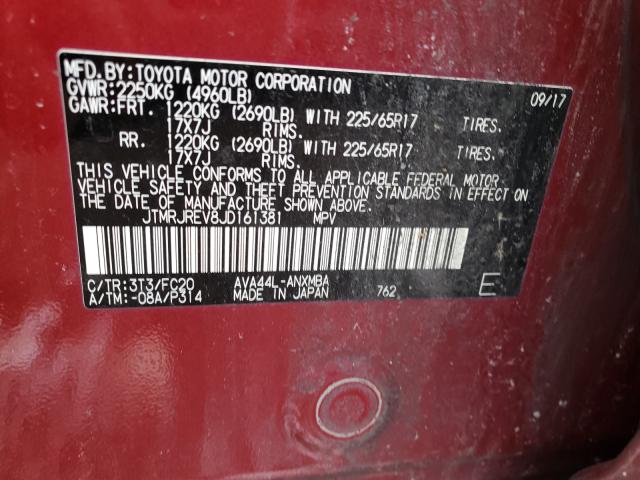 MFD.BY:TOYOTA MOTOR CORPORATION 09/17
GVWR:2250KG (4960LB)
GAWR:FRT. 1220KG (2690LB) WITH 225/65R17 TIRES.
17X7J RIMS.
RR. 1220KG (2690LB) WITH 225/65R17 TIRES.
17X7J RIMS.
THIS VEHICLE CONFORMS TO ALL APPLICABLE FEDERAL MOTOR
VEHICLE SAFETY AND THEFT PREVENTION STANDARDS IN EFFECT ON
THE DATE OF MANUFACTURE SHOWN ABOVE.
JTMRJREV8JD161381 MPV
C/TR:3T3/FC20 AVA44L-ANXMBA
A/TM:-08A/P314 MADE IN JAPAN 762 E